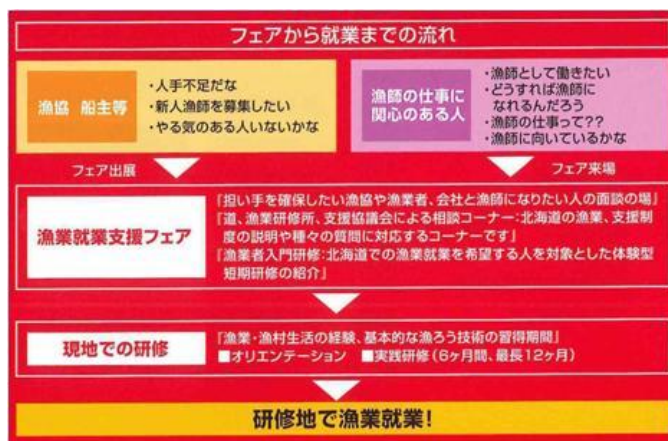 フェアから就業までの流れ
漁協 船主等
・人手不足だな
・新人漁師を募集したい
・やる気のある人いないかな
漁師の仕事に
関心のある人
・漁師として働きたい
・どうすれば漁師に
なれるんだろう
・漁師の仕事って??
・漁師に向いているかな
フェア出展
フェア来場
漁業就業支援フェア
『担い手を確保したい漁協や漁業者、会社と漁師になりたい人の面談の場』
『道、漁業研修所、支援協議会による相談コーナー:北海道の漁業、支援制
度の説明や種々の質問に対応するコーナーです』
『漁業者入門研修:北海道での漁業就業を希望する人を対象とした体験型
短期研修の紹介』
現地での研修
『漁業・漁村生活の経験、基本的な漁ろう技術の習得期間』
■オリエンテーション ■実践研修(6ヶ月間、最長12ヶ月)
研修地で漁業就業!